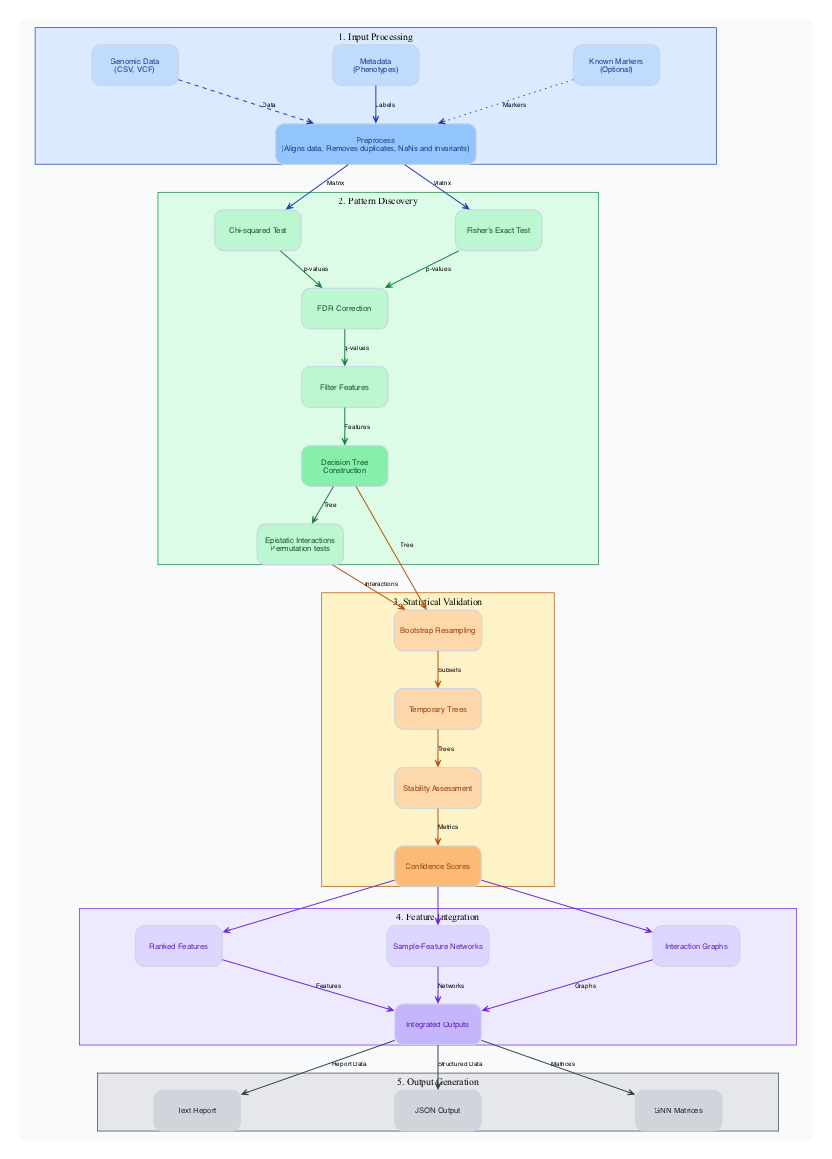 1. Input Processing
Genomic Data
(CSV, VCF)
Metadata
(Phenotypes)
Known Markers
(Optional)
Data
Labels
Markers
Preprocess
(Aligns data, Removes duplicates, NaNs and invariants)
Matrix
Matrix
2. Pattern Discovery
Chi-squared Test
Fisher's Exact Test
p-values
p-values
FDR Correction
q-values
Filter Features
Features
Decision Tree
Construction
Tree
Epistatic Interactions
Permutation tests
Tree
Interactions
3. Statistical Validation
Bootstrap Resampling
Subsets
Temporary Trees
Trees
Stability Assessment
Metrics
Confidence Scores
4. Feature Integration
Ranked Features
Sample-Feature Networks
Interaction Graphs
Features
Networks
Graphs
Integrated Outputs
Report Data
Structured Data
Matrices
5. Output Generation
Text Report
JSON Output
GNN Matrices